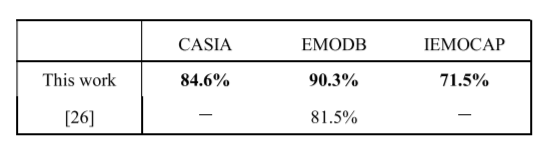 CASIA EMODB IEMOCAP
This work 84.6% 90.3% 71.5%
[26] — 81.5% —